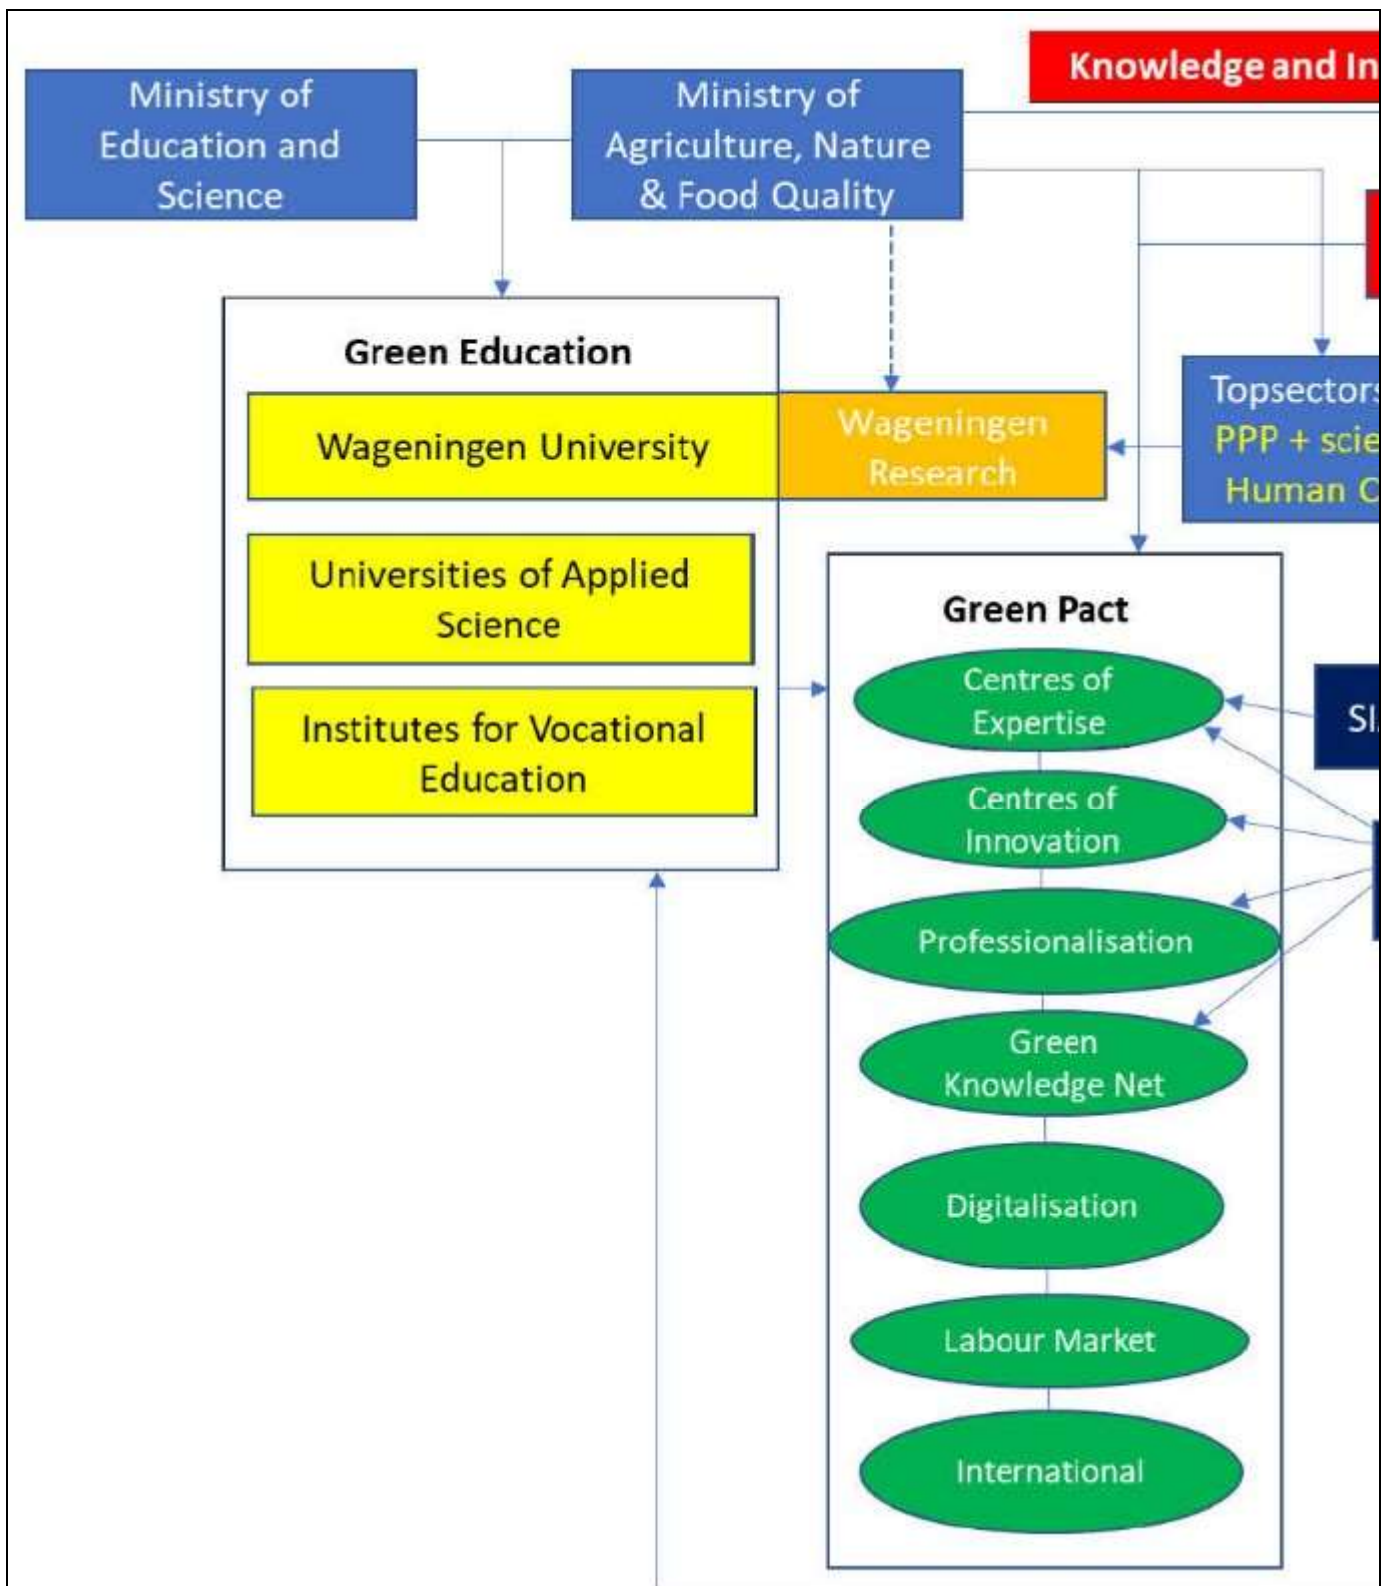 Knowledge and In
Ministry of
Education and
Science
Ministry of
Agriculture, Nature
& Food Quality
Green Education
Wageningen University
Wageningen
Research
Topsectors
PPP + scie
Human C
Universities of Applied
Science
Institutes for Vocational
Education
Green Pact
Centres of
Expertise
SI
Centres of
Innovation
Professionalisation
Green
Knowledge Net
Digitalisation
Labour Market
International